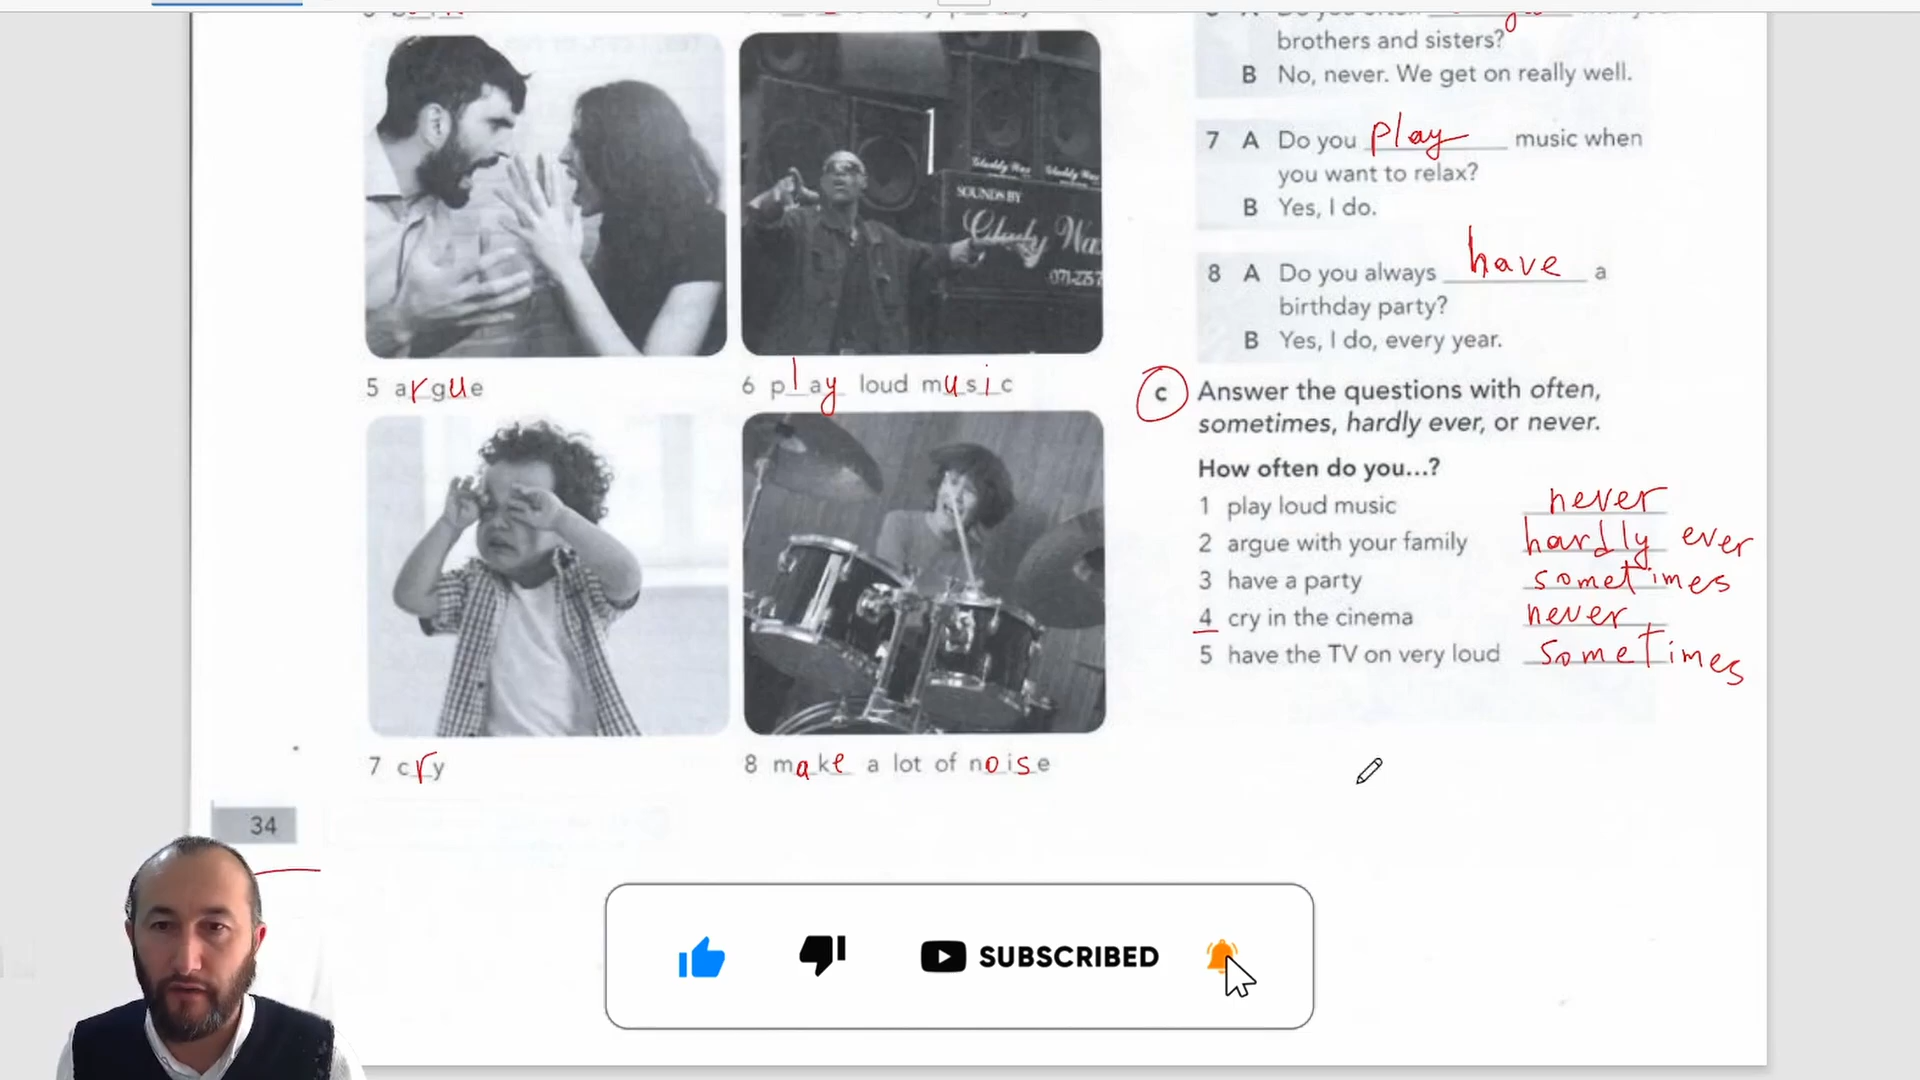 brothers and sisters?
B No, never. We get on really well.
7 A Do you play music when
you want to relax?
B Yes, I do.
8 A Do you always have a
birthday party?
B Yes, I do, every year.
SOUNDS BY
5 argue
6 play loud music
7 cry
8 make a lot of noise
c Answer the questions with often,
sometimes, hardly ever, or never.
How often do you...?
1 play loud music never
2 argue with your family hardly ever
3 have a party sometimes
4 cry in the cinema never
5 have the TV on very loud sometimes
34
SUBSCRIBED